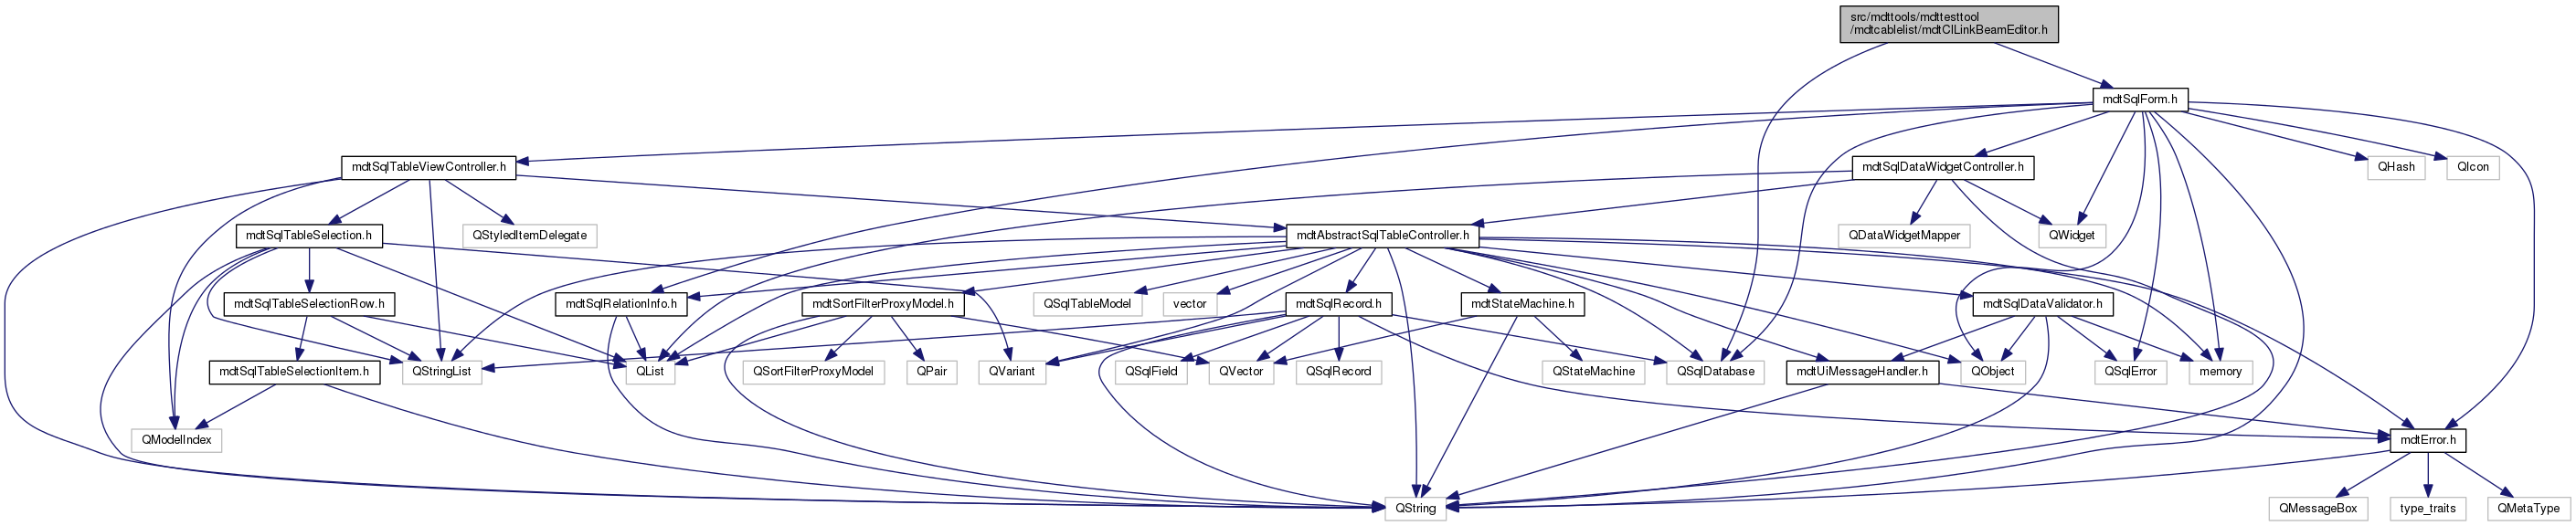 src/mdttools/mdttesttool
/mdtcablelist/mdtClLinkBeamEditor.h
mdtSqlForm.h
mdtSqlTableViewController.h
mdtSqlDataWidgetController.h
QHash
QIcon
mdtSqlTableSelection.h
QStyledItemDelegate
mdtAbstractSqlTableController.h
QDataWidgetMapper
QWidget
mdtSqlTableSelectionRow.h
mdtSqlRelationInfo.h
mdtSortFilterProxyModel.h
QSqlTableModel
vector
mdtSqlRecord.h
mdtStateMachine.h
mdtSqlDataValidator.h
mdtSqlTableSelectionItem.h
QStringList
QList
QSortFilterProxyModel
QPair
QVariant
QSqlField
QVector
QSqlRecord
QStateMachine
QSqlDatabase
mdtUiMessageHandler.h
QObject
QSqlError
memory
QModelIndex
mdtError.h
QString
QMessageBox
type_traits
QMetaType